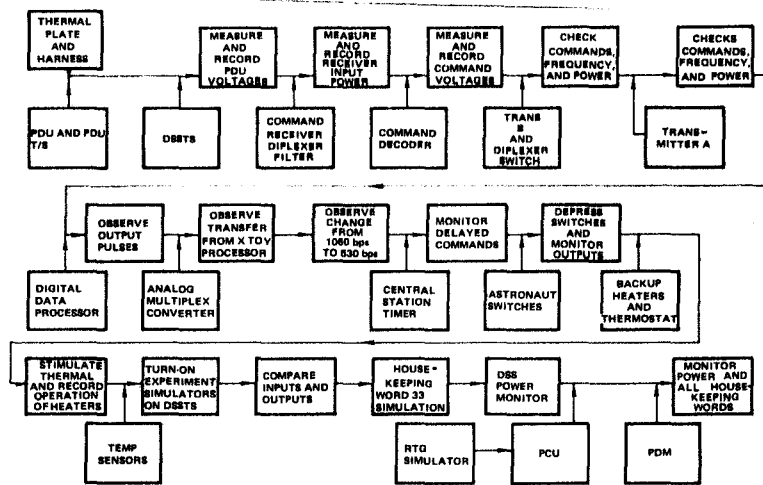 THERMAL
PLATE AND
HARNESS
MEASURE
AND
RECORD
PDU
VOLTAGES
MEASURE
AND
RECORD
RECEIVER
INPUT
POWER
MEASURE
AND
RECORD
COMMAND
VOLTAGES
CHECK
COMMANDS,
FREQUENCY,
AND POWER
CHECKS
COMMANDS,
FREQUENCY,
AND POWER
PDU AND PDU
T/S
DSSTS
COMMAND
RECEIVER
DIPLEXER
FILTER
COMMAND
DECODER
TRANS
B
AND
DIPLEXER
SWITCH
TRANS-
MITTER A
OBSERVE
OUTPUT
PULSES
OBSERVE
TRANSFER
FROM X TO Y
PROCESSOR
OBSERVE
CHANGE
FROM
1060 bps
TO 530 bps
MONITOR
DELAYED
COMMANDS
DEPRESS
SWITCHES
AND
MONITOR
OUTPUTS
DIGITAL
DATA
PROCESSOR
ANALOG
MULTIPLEX
CONVERTER
CENTRAL
STATION
TIMER
ASTRONAUT
SWITCHES
BACKUP
HEATERS
AND
THERMOSTAT
STIMULATE
THERMAL
AND RECORD
OPERATION
OF HEATERS
TURN-ON
EXPERIMENT
SIMULATORS
ON DSSTS
COMPARE
INPUTS AND
OUTPUTS
HOUSE-
KEEPING
WORD 33
SIMULATION
DSS
POWER
MONITOR
MONITOR
POWER AND
ALL HOUSE-
KEEPING
WORDS
TEMP
SENSORS
RTG
SIMULATOR
PCU
PDM